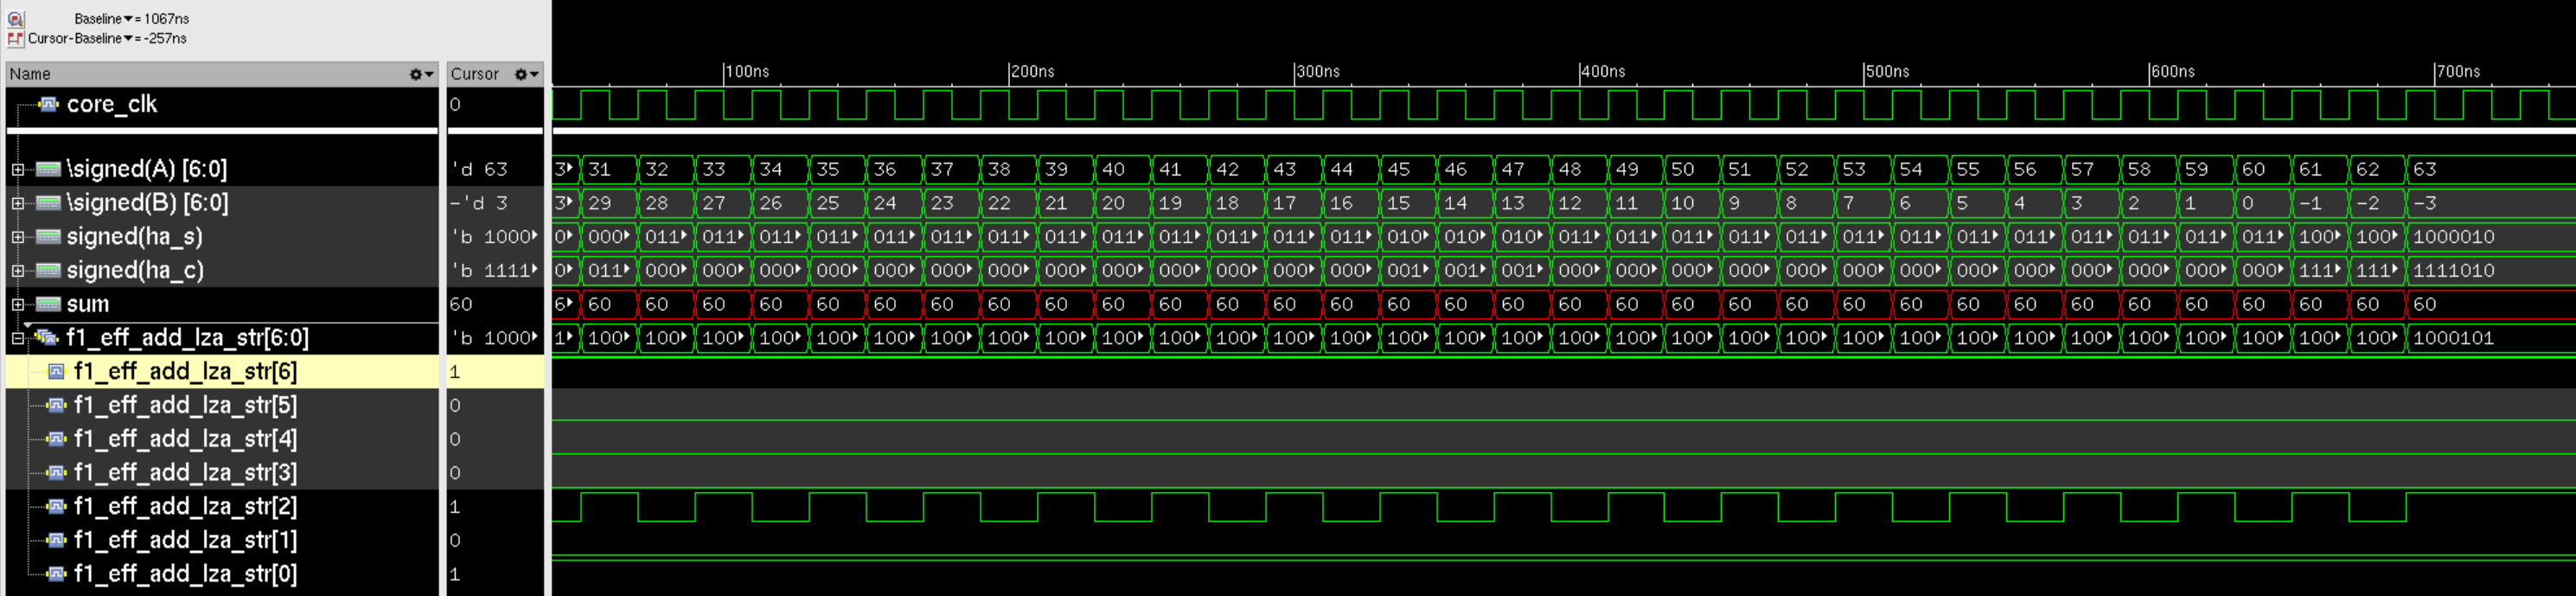 Baseline▾= 1067ns
Cursor-Baseline▾= -257ns
Name Cursor 100ns 200ns 300ns 400ns 500ns 600ns 700ns
core_clk 0
\signed(A) [6:0] 'd 63 3 31 32 33 34 35 36 37 38 39 40 41 42 43 44 45 46 47 48 49 50 51 52 53 54 55 56 57 58 59 60 61 62 63
\signed(B) [6:0] -'d 3 3 29 28 27 26 25 24 23 22 21 20 19 18 17 16 15 14 13 12 11 10 9 8 7 6 5 4 3 2 1 0 -1 -2 -3
signed(ha_s) 'b 1000 0 000 011 011 011 011 011 011 011 011 011 011 011 011 011 010 010 010 011 011 011 011 011 011 011 011 011 011 011 011 011 100 100 1000010
signed(ha_c) 'b 1111 0 011 000 000 000 000 000 000 000 000 000 000 000 000 000 001 001 001 000 000 000 000 000 000 000 000 000 000 000 000 000 111 111 1111010
sum 60 6 60 60 60 60 60 60 60 60 60 60 60 60 60 60 60 60 60 60 60 60 60 60 60 60 60 60 60 60 60 60 60 60 60
f1_eff_add_lza_str[6:0] 'b 1000 1 100 100 100 100 100 100 100 100 100 100 100 100 100 100 100 100 100 100 100 100 100 100 100 100 100 100 100 100 100 100 100 100 1000101
f1_eff_add_lza_str[6] 1
f1_eff_add_lza_str[5] 0
f1_eff_add_lza_str[4] 0
f1_eff_add_lza_str[3] 0
f1_eff_add_lza_str[2] 1
f1_eff_add_lza_str[1] 0
f1_eff_add_lza_str[0] 1